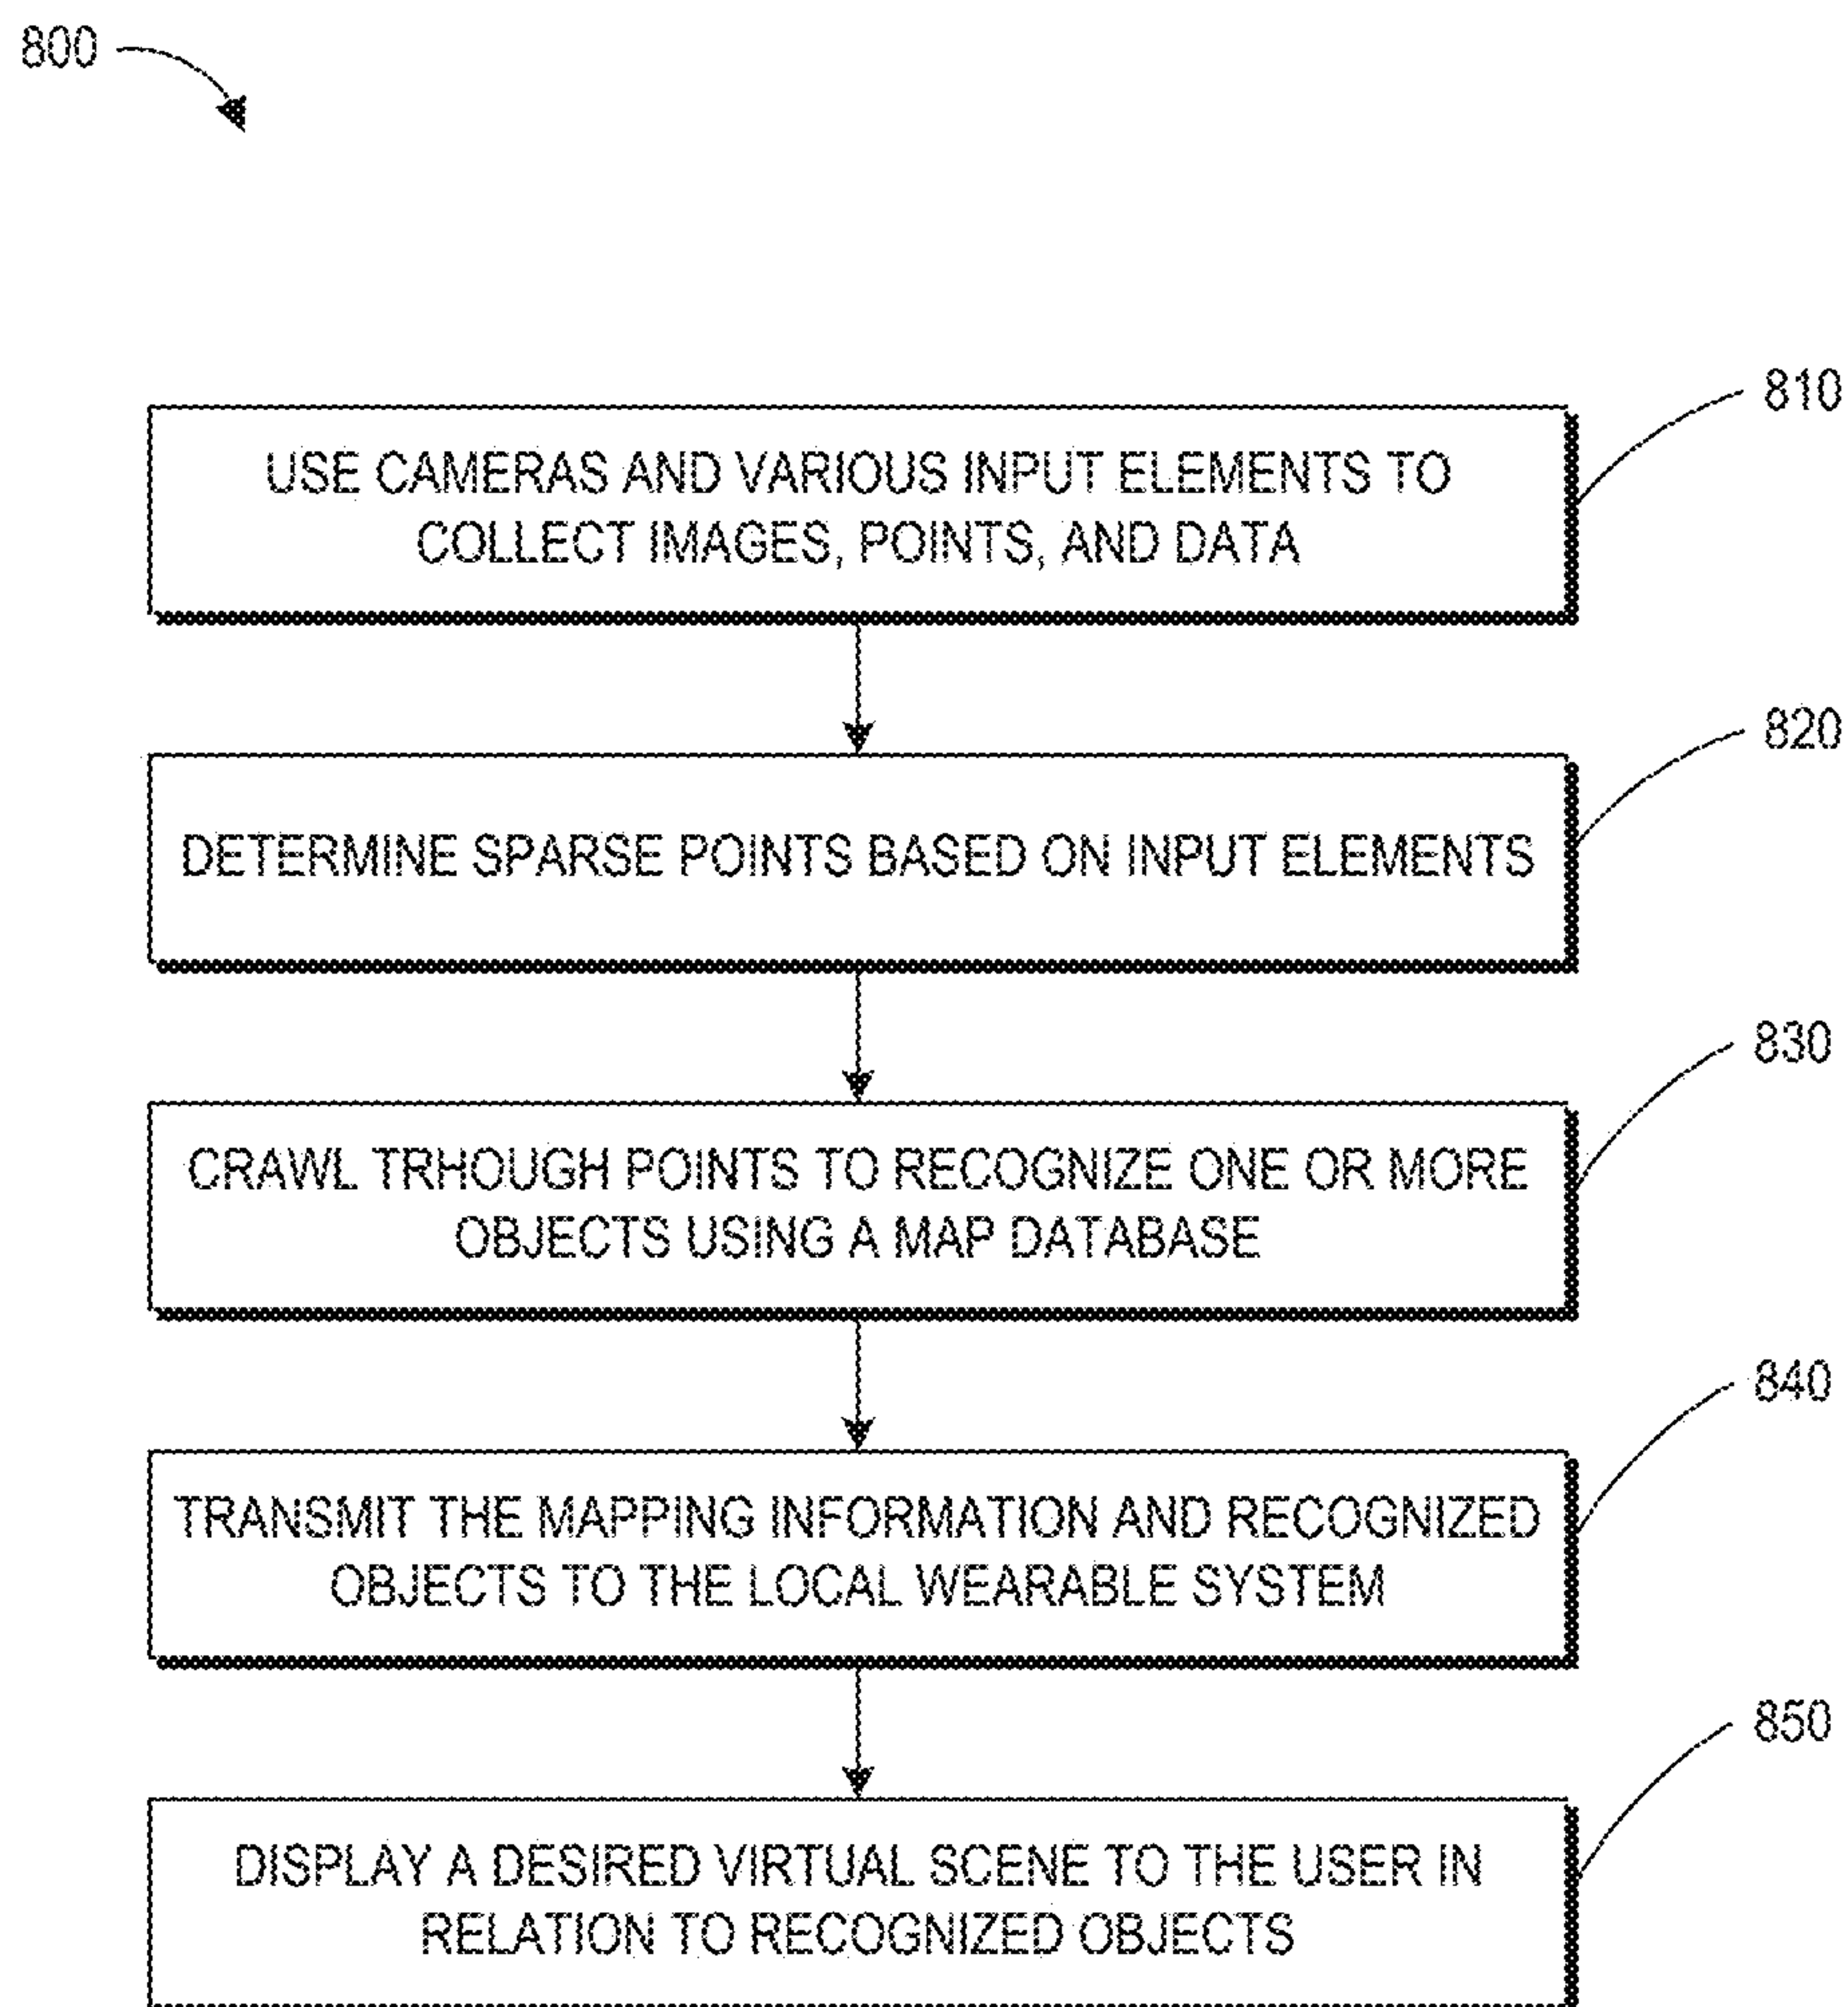 800
810
USE CAMERAS AND VARIOUS INPUT ELEMENTS TO
COLLECT IMAGES, POINTS, AND DATA
820
DETERMINE SPARSE POINTS BASED ON INPUT ELEMENTS
830
CRAWL TRHOUGH POINTS TO RECOGNIZE ONE OR MORE
OBJECTS USING A MAP DATABASE
840
TRANSMIT THE MAPPING INFORMATION AND RECOGNIZED
OBJECTS TO THE LOCAL WEARABLE SYSTEM
850
DISPLAY A DESIRED VIRTUAL SCENE TO THE USER IN
RELATION TO RECOGNIZED OBJECTS